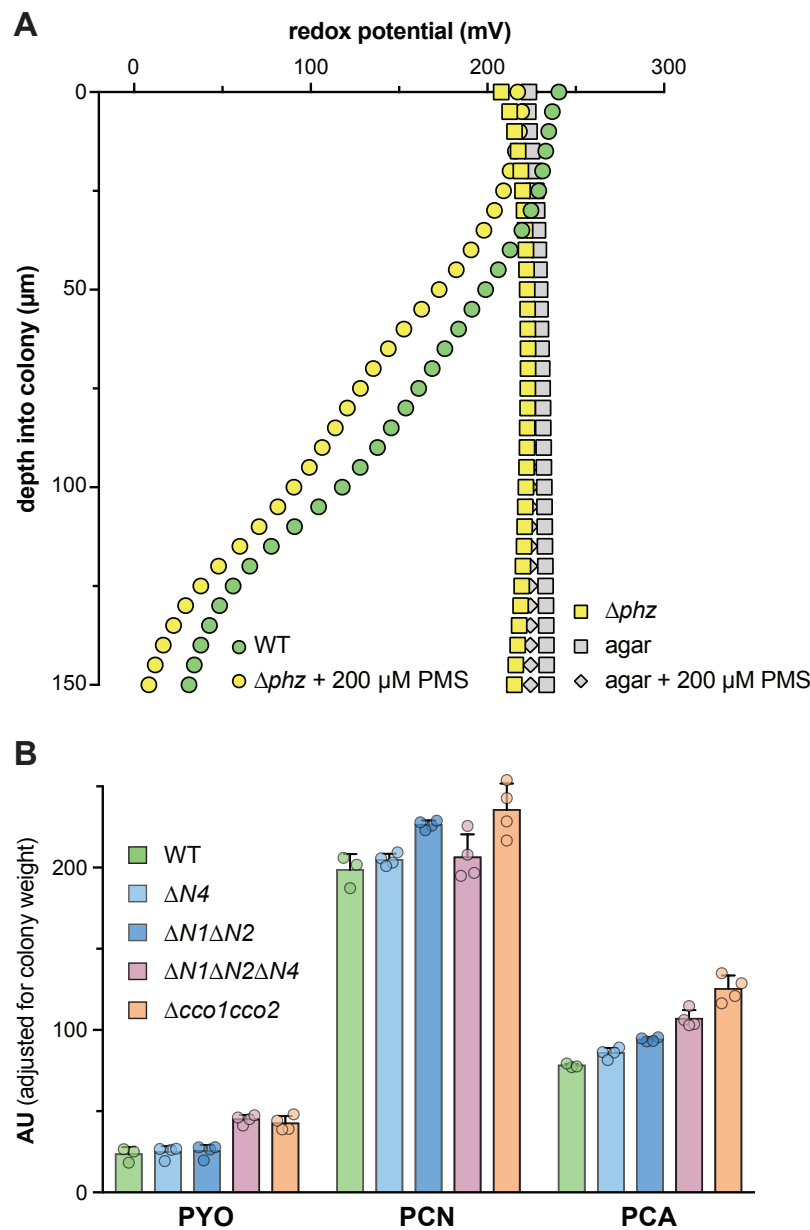 A
redox potential (mV)
0 100 200 300
0
50
100
150
depth into colony (µm)
WT
Δphz + 200 µM PMS
Δphz
agar
agar + 200 µM PMS
B
AU (adjusted for colony weight)
200
100
0
WT
ΔN4
ΔN1ΔN2
ΔN1ΔN2ΔN4
Δcco1cco2
PYO PCN PCA